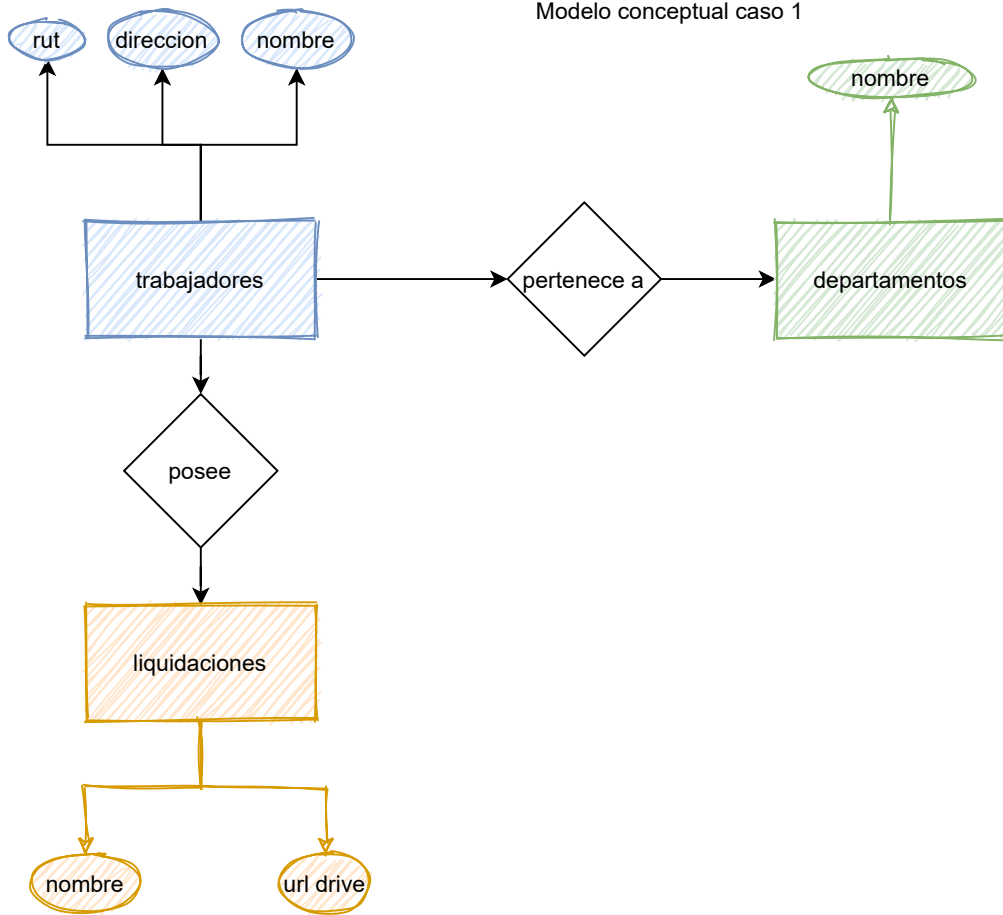 Modelo conceptual caso 1
rut
direccion
nombre
nombre
trabajadores
pertenece a
departamentos
posee
liquidaciones
nombre
url drive